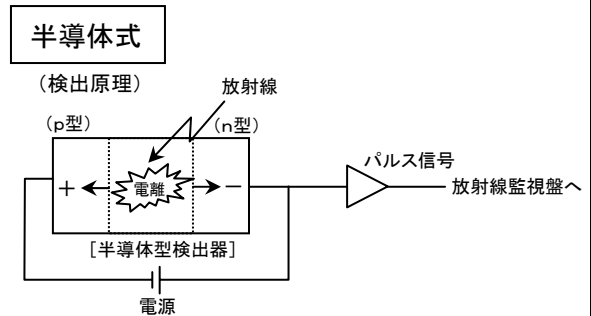 半導体式
（検出原理）
放射線
（p型）
（n型）
パルス信号
＋
電離
－
放射線監視盤へ
［半導体型検出器］
電源